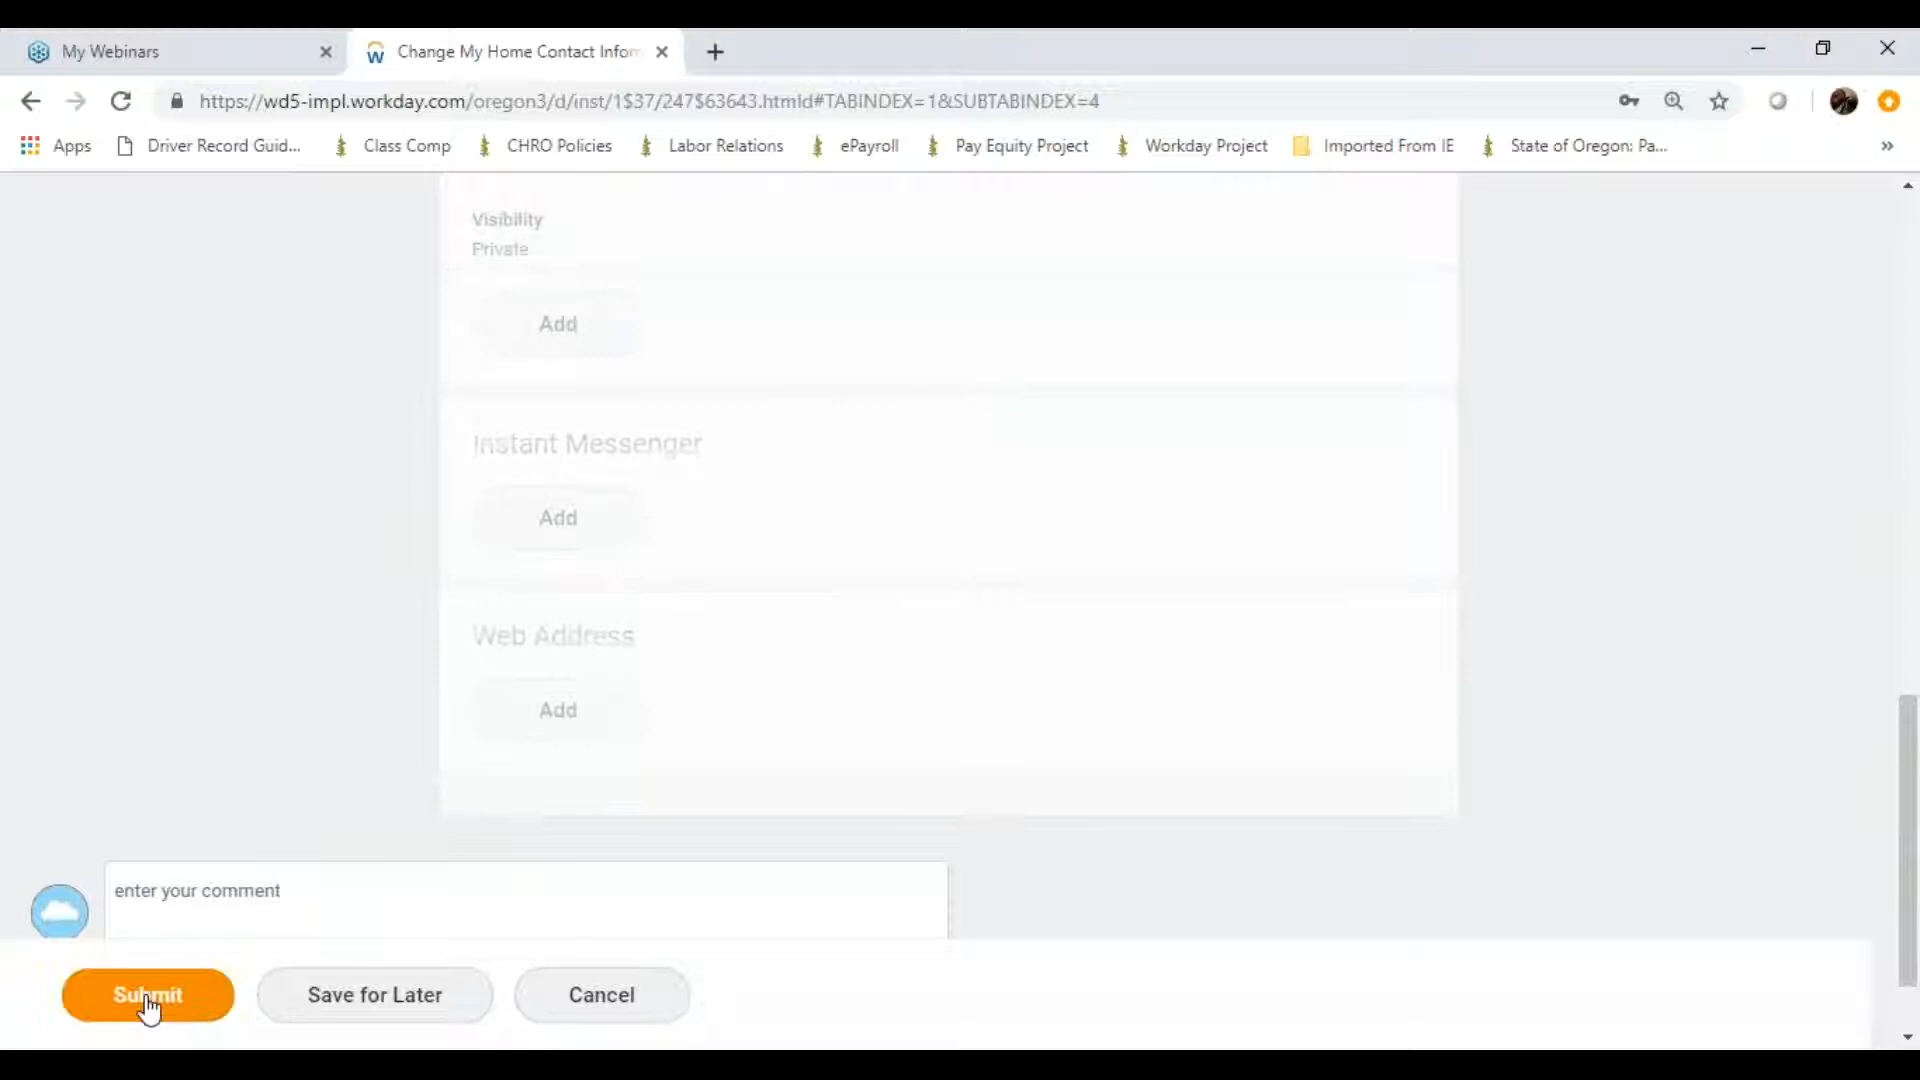 My Webinars
Change My Home Contact Infor
https://wd5-impl.workday.com/oregon3/d/inst/1$37/247$63643.htmld#TABINDEX=1&SUBTABINDEX=4
Apps Driver Record Guid... Class Comp CHRO Policies Labor Relations ePayroll Pay Equity Project Workday Project Imported From IE State of Oregon: Pa... »
Visibility
Private
Add
Instant Messenger
Add
Web Address
Add
enter your comment
Submit Save for Later Cancel